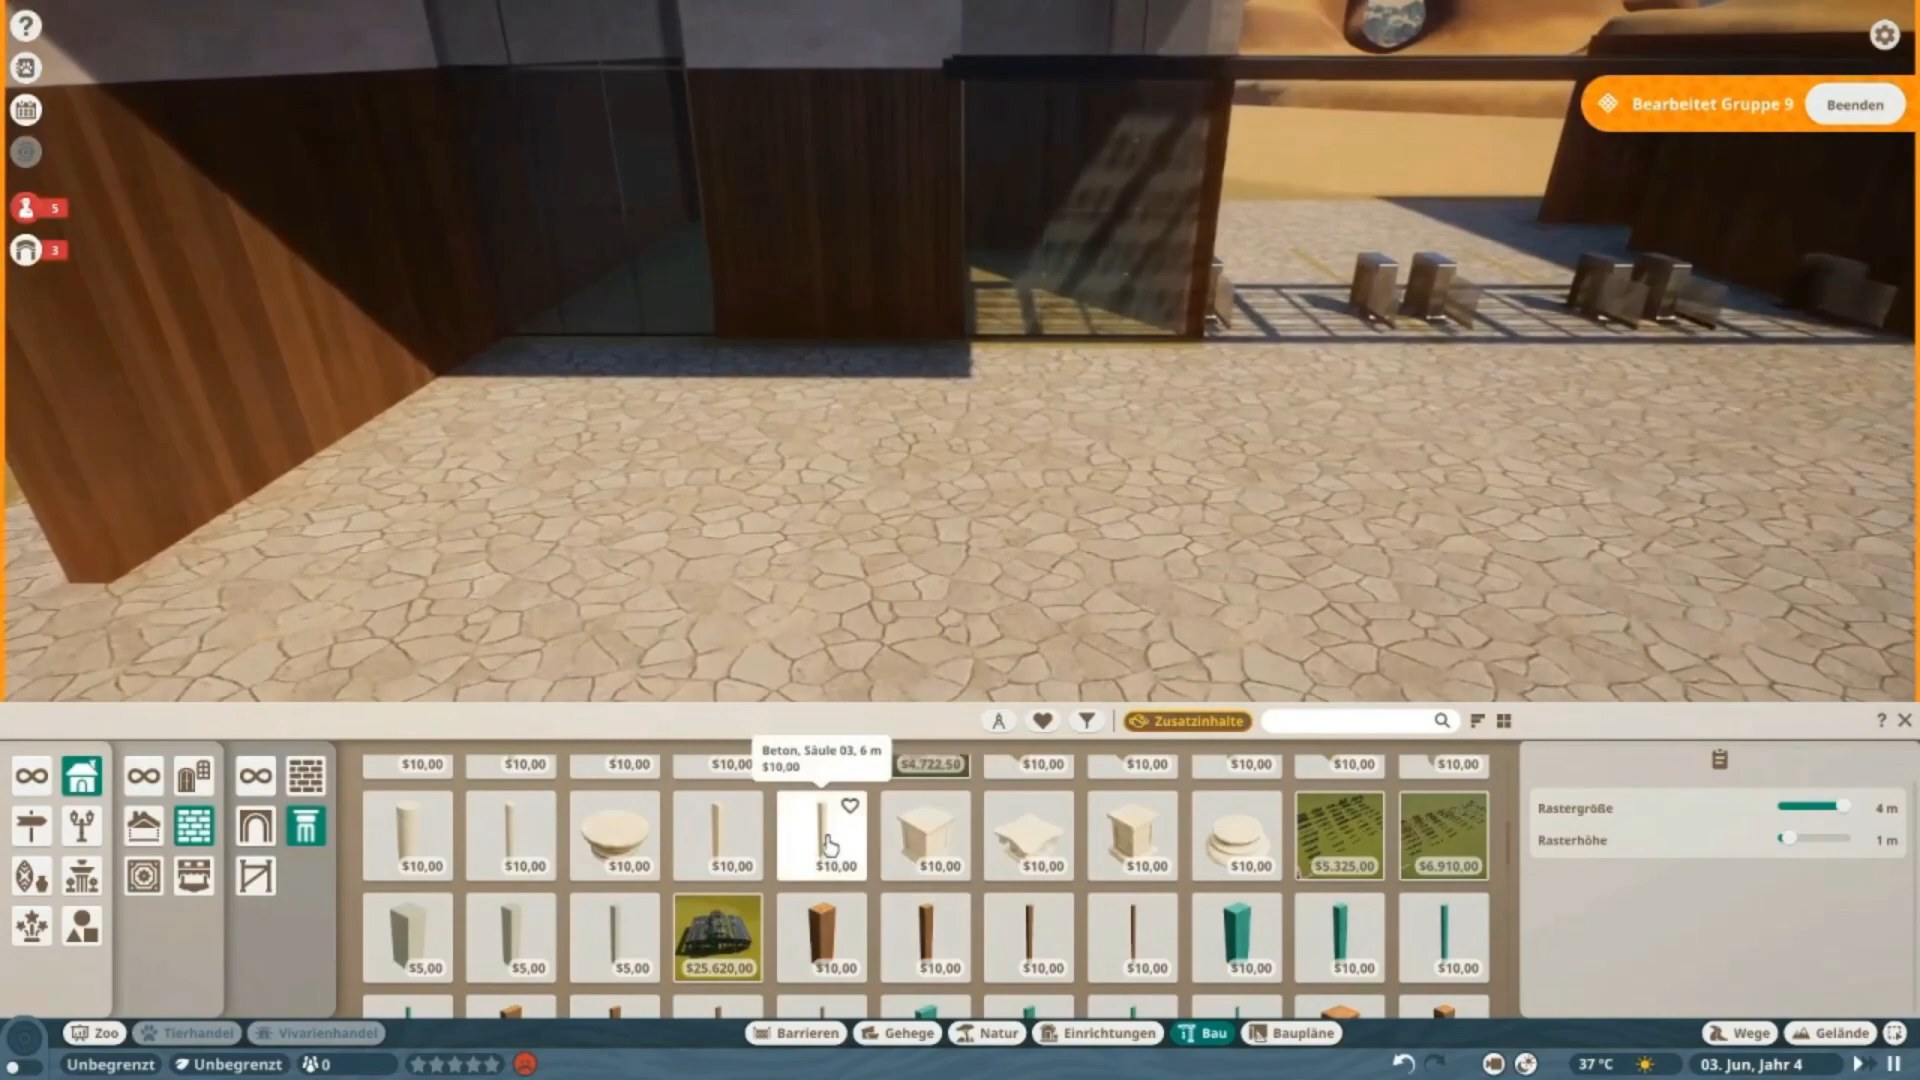 ?
Bearbeitet Gruppe 9
Beenden
5
3
Zusatzinhalte
?
Beton, Säule 03, 6 m
$10,00
$10,00 $10,00 $10,00 $10,00 $4.722,50 $10,00 $10,00 $10,00 $10,00 $10,00
$10,00 $10,00 $10,00 $10,00 $10,00 $10,00 $10,00 $10,00 $10,00 $5.325,00 $6.910,00
$5,00 $5,00 $5,00 $25.620,00 $10,00 $10,00 $10,00 $10,00 $10,00 $10,00 $10,00
Rastergröße 4 m
Rasterhöhe 1 m
Zoo Tierhandel Vivarienhandel Barrieren Gehege Natur Einrichtungen Bau Baupläne Wege Gelände
Unbegrenzt Unbegrenzt 0 37 °C 03. Jun, Jahr 4